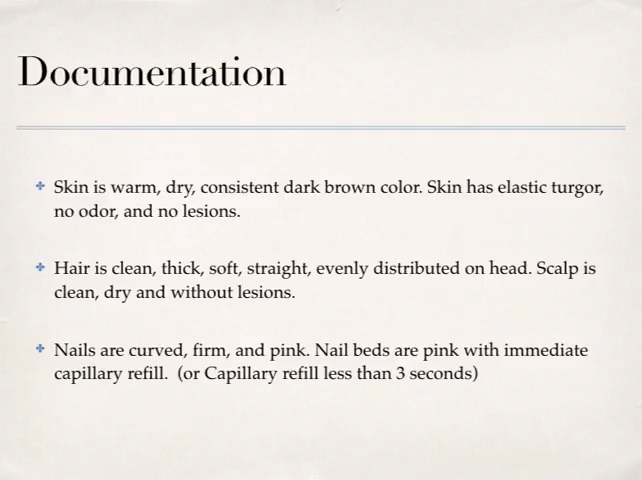 Documentation
Skin is warm, dry, consistent dark brown color. Skin has elastic turgor,
no odor, and no lesions.
Hair is clean, thick, soft, straight, evenly distributed on head. Scalp is
clean, dry and without lesions.
Nails are curved, firm, and pink. Nail beds are pink with immediate
capillary refill.  (or Capillary refill less than 3 seconds)